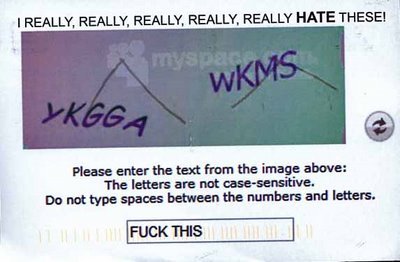 I REALLY, REALLY, REALLY, REALLY, REALLY HATE THESE!
myspace.com
YKGGA WKMS
Please enter the text from the image above:
The letters are not case-sensitive.
Do not type spaces between the numbers and letters.
FUCK THIS